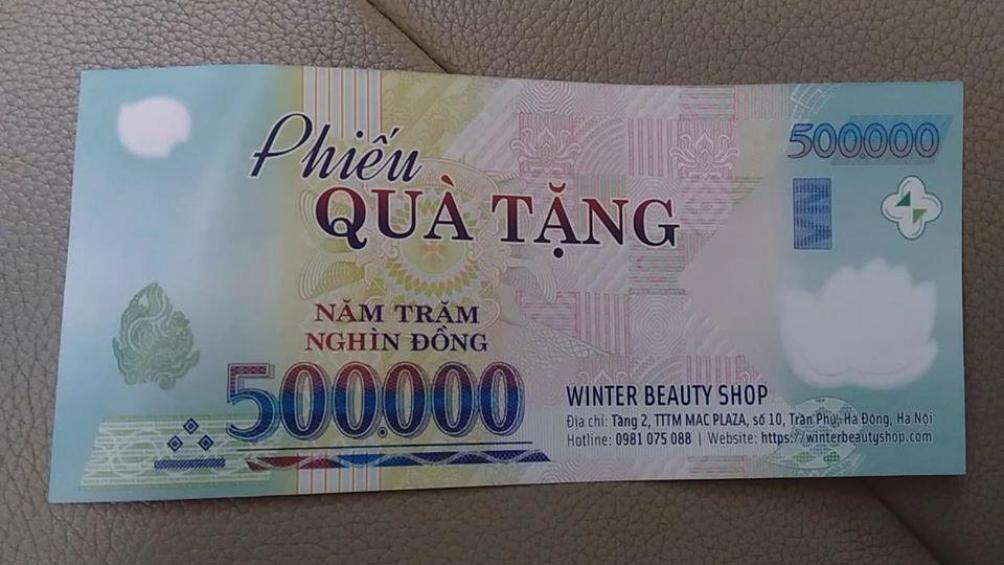 Phiếu
QUÀ TẶNG
500.000
VN
NĂM TRĂM
NGHÌN ĐỒNG
500.000
WINTER BEAUTY SHOP
Địa chỉ: Tầng 2, TTTM MAC PLAZA, số 10, Trần Phú, Hà Đông, Hà Nội
Hotline: 0981 075 088 | Website: https://winterbeautyshop.com